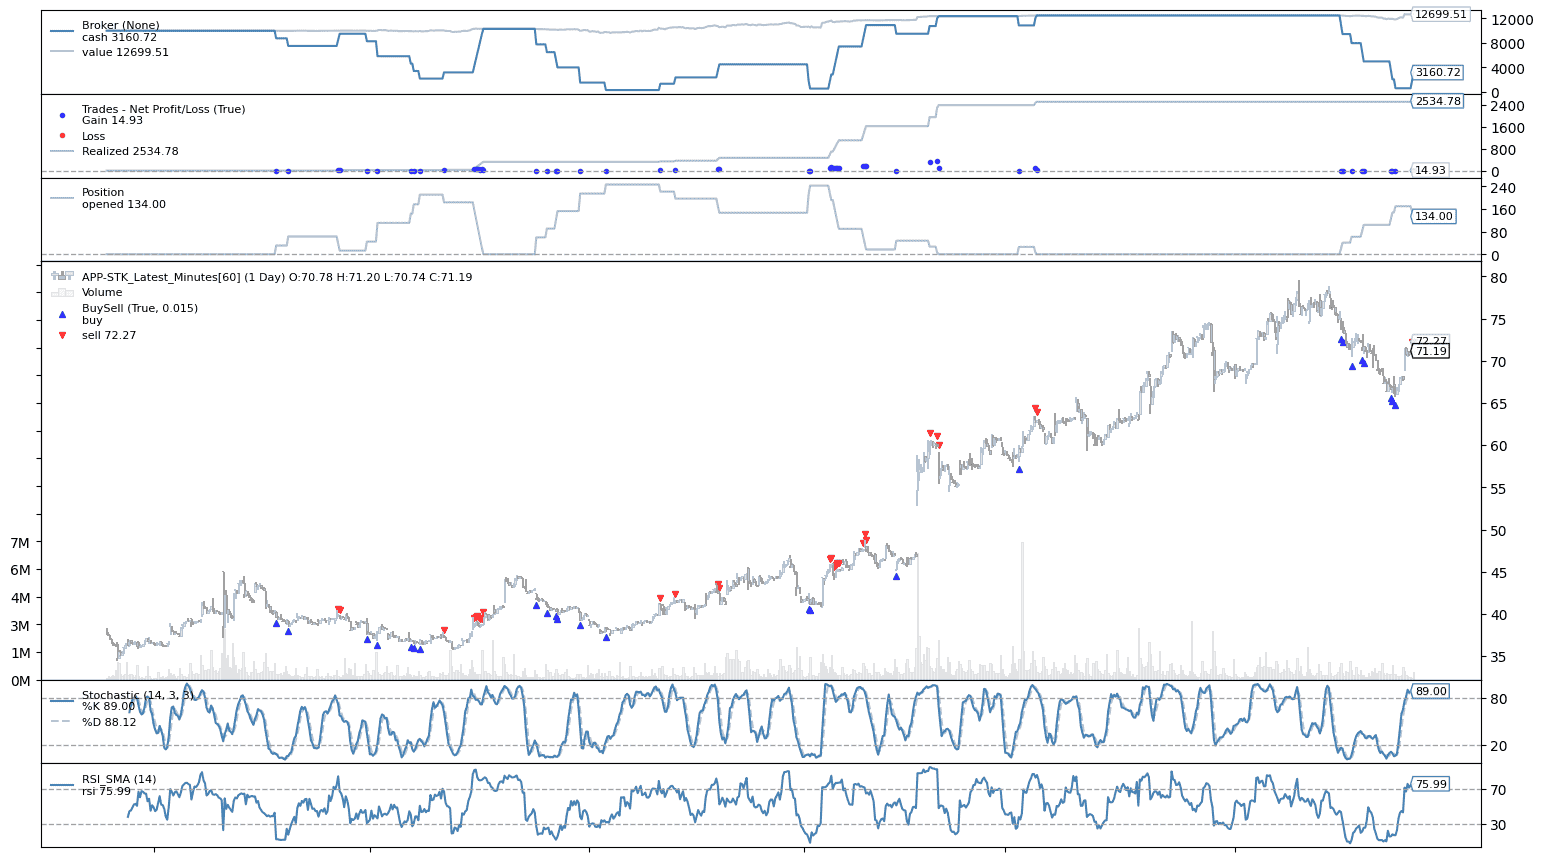 Broker (None)
cash 3160.72
value 12699.51
12699.51
12000
8000
4000
3160.72
0
Trades - Net Profit/Loss (True)
Gain 14.93
Loss
Realized 2534.78
2534.78
2400
1600
800
0
14.93
Position
opened 134.00
240
160
134.00
80
0
APP-STK_Latest_Minutes[60] (1 Day) O:70.78 H:71.20 L:70.74 C:71.19
Volume
BuySell (True, 0.015)
buy
sell 72.27
80
75
72.27
71.19
70
65
60
55
50
45
40
35
7M
6M
4M
3M
1M
0M
Stochastic (14, 3, 3)
%K 89.00
%D 88.12
89.00
80
20
RSI_SMA (14)
rsi 75.99
75.99
70
30